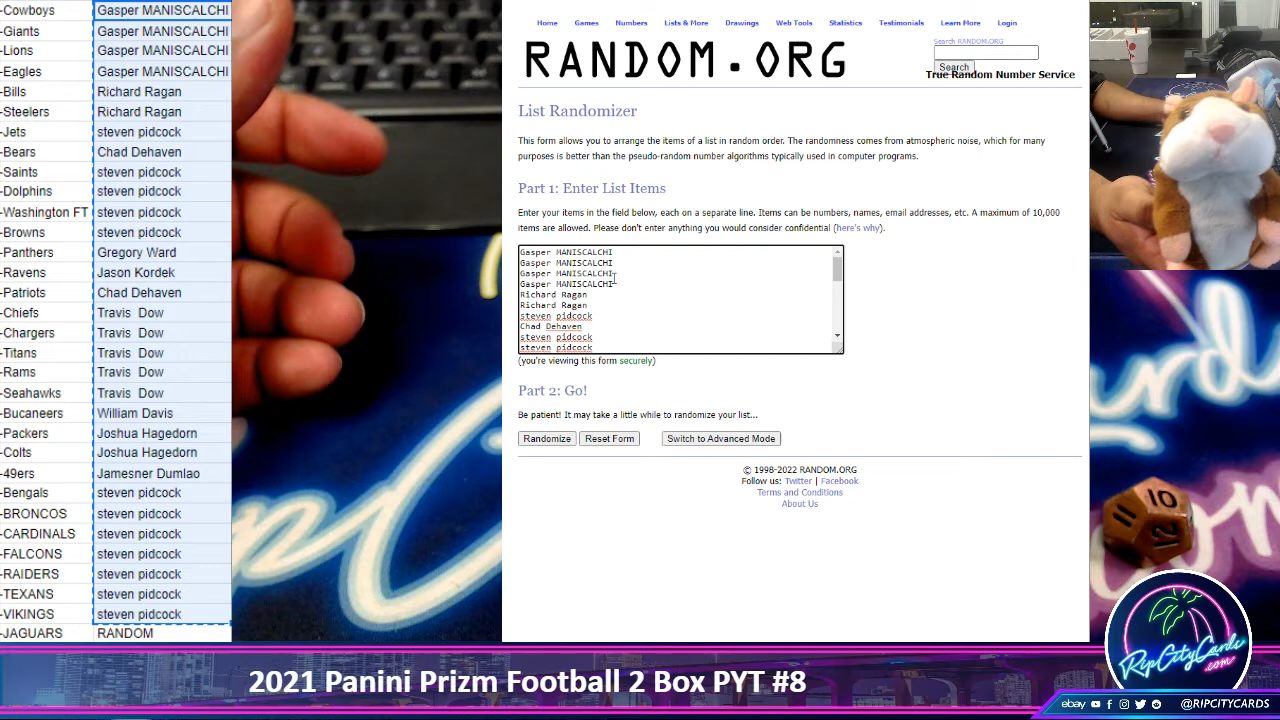 -Cowboys Gasper MANISCALCHI
-Giants Gasper MANISCALCHI
-Lions Gasper MANISCALCHI
-Eagles Gasper MANISCALCHI
-Bills Richard Ragan
-Steelers Richard Ragan
-Jets steven pidcock
-Bears Chad Dehaven
-Saints steven pidcock
-Dolphins steven pidcock
-Washington FT steven pidcock
-Browns steven pidcock
-Panthers Gregory Ward
-Ravens Jason Kordek
-Patriots Chad Dehaven
-Chiefs Travis Dow
-Chargers Travis Dow
-Titans Travis Dow
-Rams Travis Dow
-Seahawks Travis Dow
-Bucaneers William Davis
-Packers Joshua Hagedorn
-Colts Joshua Hagedorn
-49ers Jamesner Dumlao
-Bengals steven pidcock
-BRONCOS steven pidcock
-CARDINALS steven pidcock
-FALCONS steven pidcock
-RAIDERS steven pidcock
-TEXANS steven pidcock
-VIKINGS steven pidcock
-JAGUARS RANDOM
Home Games Numbers Lists & More Drawings Web Tools Statistics Testimonials Learn More Login
RANDOM.ORG
Search RANDOM.ORG
Search
True Random Number Service
List Randomizer
This form allows you to arrange the items of a list in random order. The randomness comes from atmospheric noise, which for many
purposes is better than the pseudo-random number algorithms typically used in computer programs.
Part 1: Enter List Items
Enter your items in the field below, each on a separate line. Items can be numbers, names, email addresses, etc. A maximum of 10,000
items are allowed. Please don't enter anything you would consider confidential (here's why).
Gasper MANISCALCHI
Gasper MANISCALCHI
Gasper MANISCALCHI
Gasper MANISCALCHI
Richard Ragan
Richard Ragan
steven pidcock
Chad Dehaven
steven pidcock
steven pidcock
(you're viewing this form securely)
Part 2: Go!
Be patient! It may take a little while to randomize your list...
Randomize Reset Form Switch to Advanced Mode
© 1998-2022 RANDOM.ORG
Follow us: Twitter | Facebook
Terms and Conditions
About Us
10
11
12
RipCityCards
.com
2021 Panini Prizm Football 2 Box PYT #8
ebay @RIPCITYCARDS